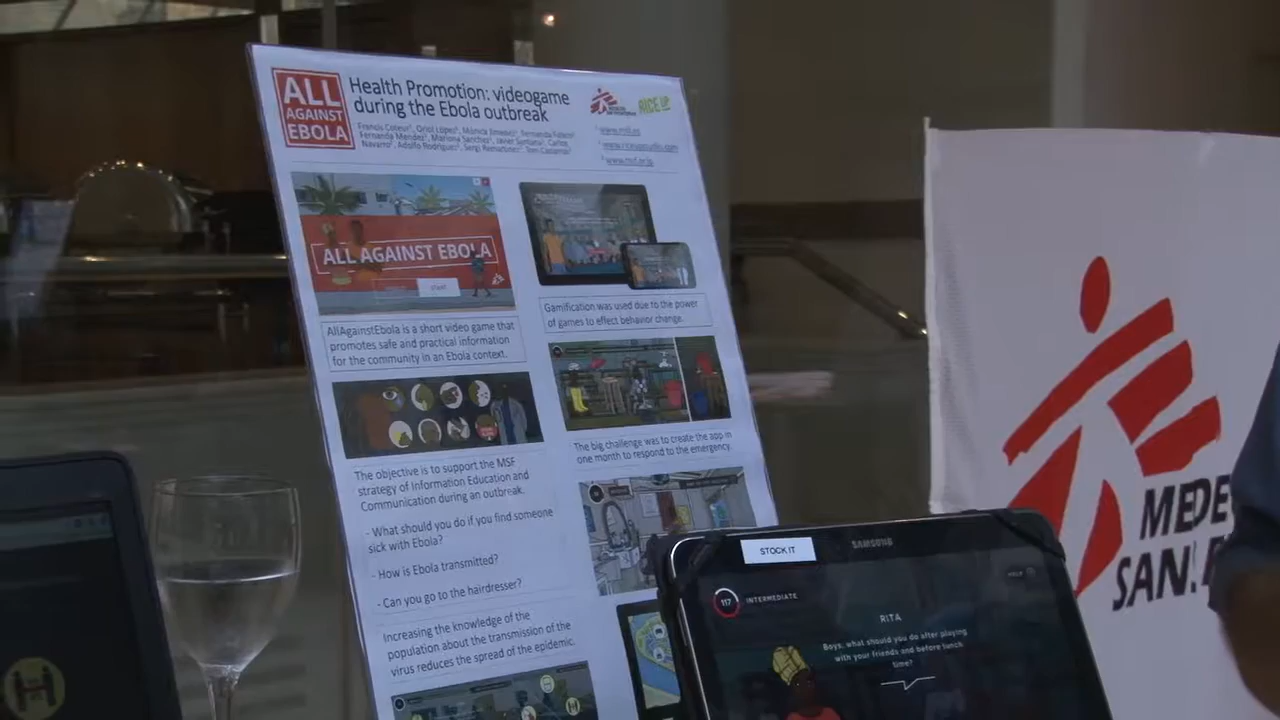 ALL
AGAINST
EBOLA
Health Promotion: videogame
during the Ebola outbreak
RICE UP
ALL AGAINST EBOLA
START
AllAgainstEbola is a short video game that
promotes safe and practical information
for the community in an Ebola context.
Gamification was used due to the power
of games to effect behavior change.
The big challenge was to create the app in
one month to respond to the emergency.
The objective is to support the MSF
strategy of Information Education and
Communication during an outbreak.
- What should you do if you find someone
sick with Ebola?
- How is Ebola transmitted?
- Can you go to the hairdresser?
Increasing the knowledge of the
population about the transmission of the
virus reduces the spread of the epidemic.
STOCK IT
SAMSUNG
117 INTERMEDIATE
HELP
RITA
Boys, what should you do after playing
with your friends and before lunch
time?
MEDE
SAN